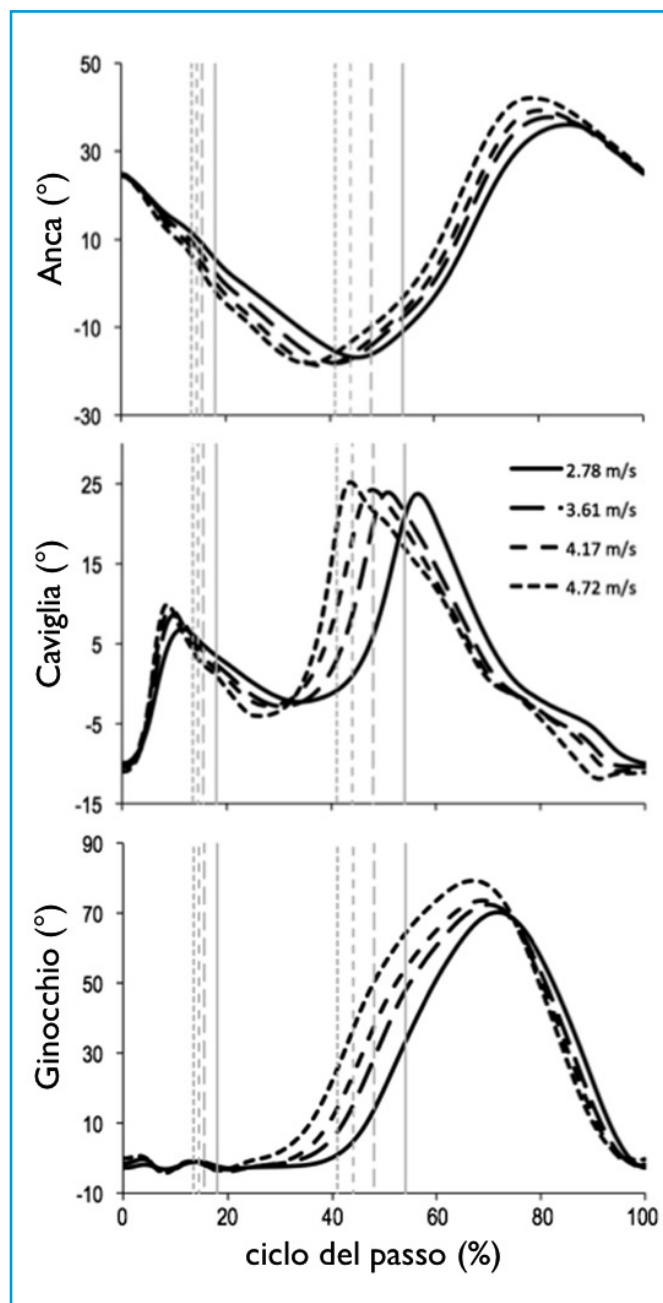 50
30
10
-10
-30
Anca (°)
25
15
5
-5
-15
Caviglia (°)
2.78 m/s
3.61 m/s
4.17 m/s
4.72 m/s
90
70
50
30
10
-10
Ginocchio (°)
0 20 40 60 80 100
ciclo del passo (%)